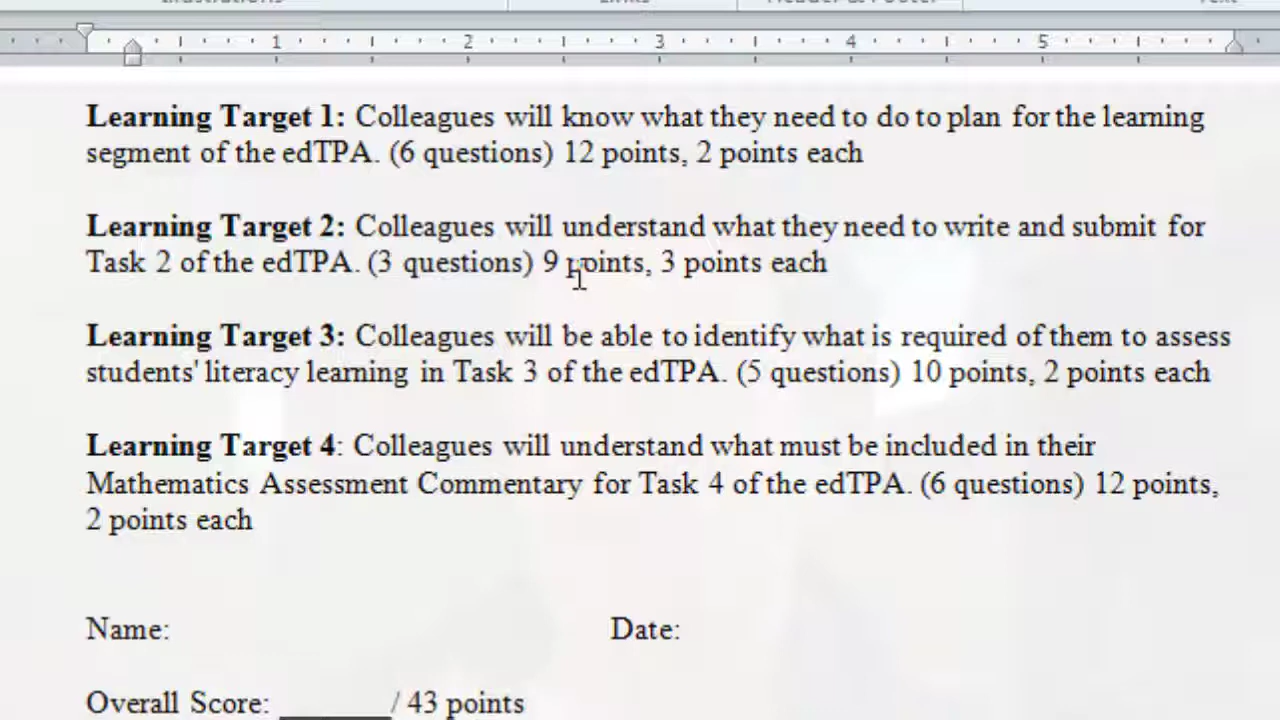 1 2 3 4 5
Learning Target 1: Colleagues will know what they need to do to plan for the learning
segment of the edTPA. (6 questions) 12 points, 2 points each
Learning Target 2: Colleagues will understand what they need to write and submit for
Task 2 of the edTPA. (3 questions) 9 points, 3 points each
Learning Target 3: Colleagues will be able to identify what is required of them to assess
students' literacy learning in Task 3 of the edTPA. (5 questions) 10 points, 2 points each
Learning Target 4: Colleagues will understand what must be included in their
Mathematics Assessment Commentary for Task 4 of the edTPA. (6 questions) 12 points,
2 points each
Name: Date:
Overall Score: ________/ 43 points